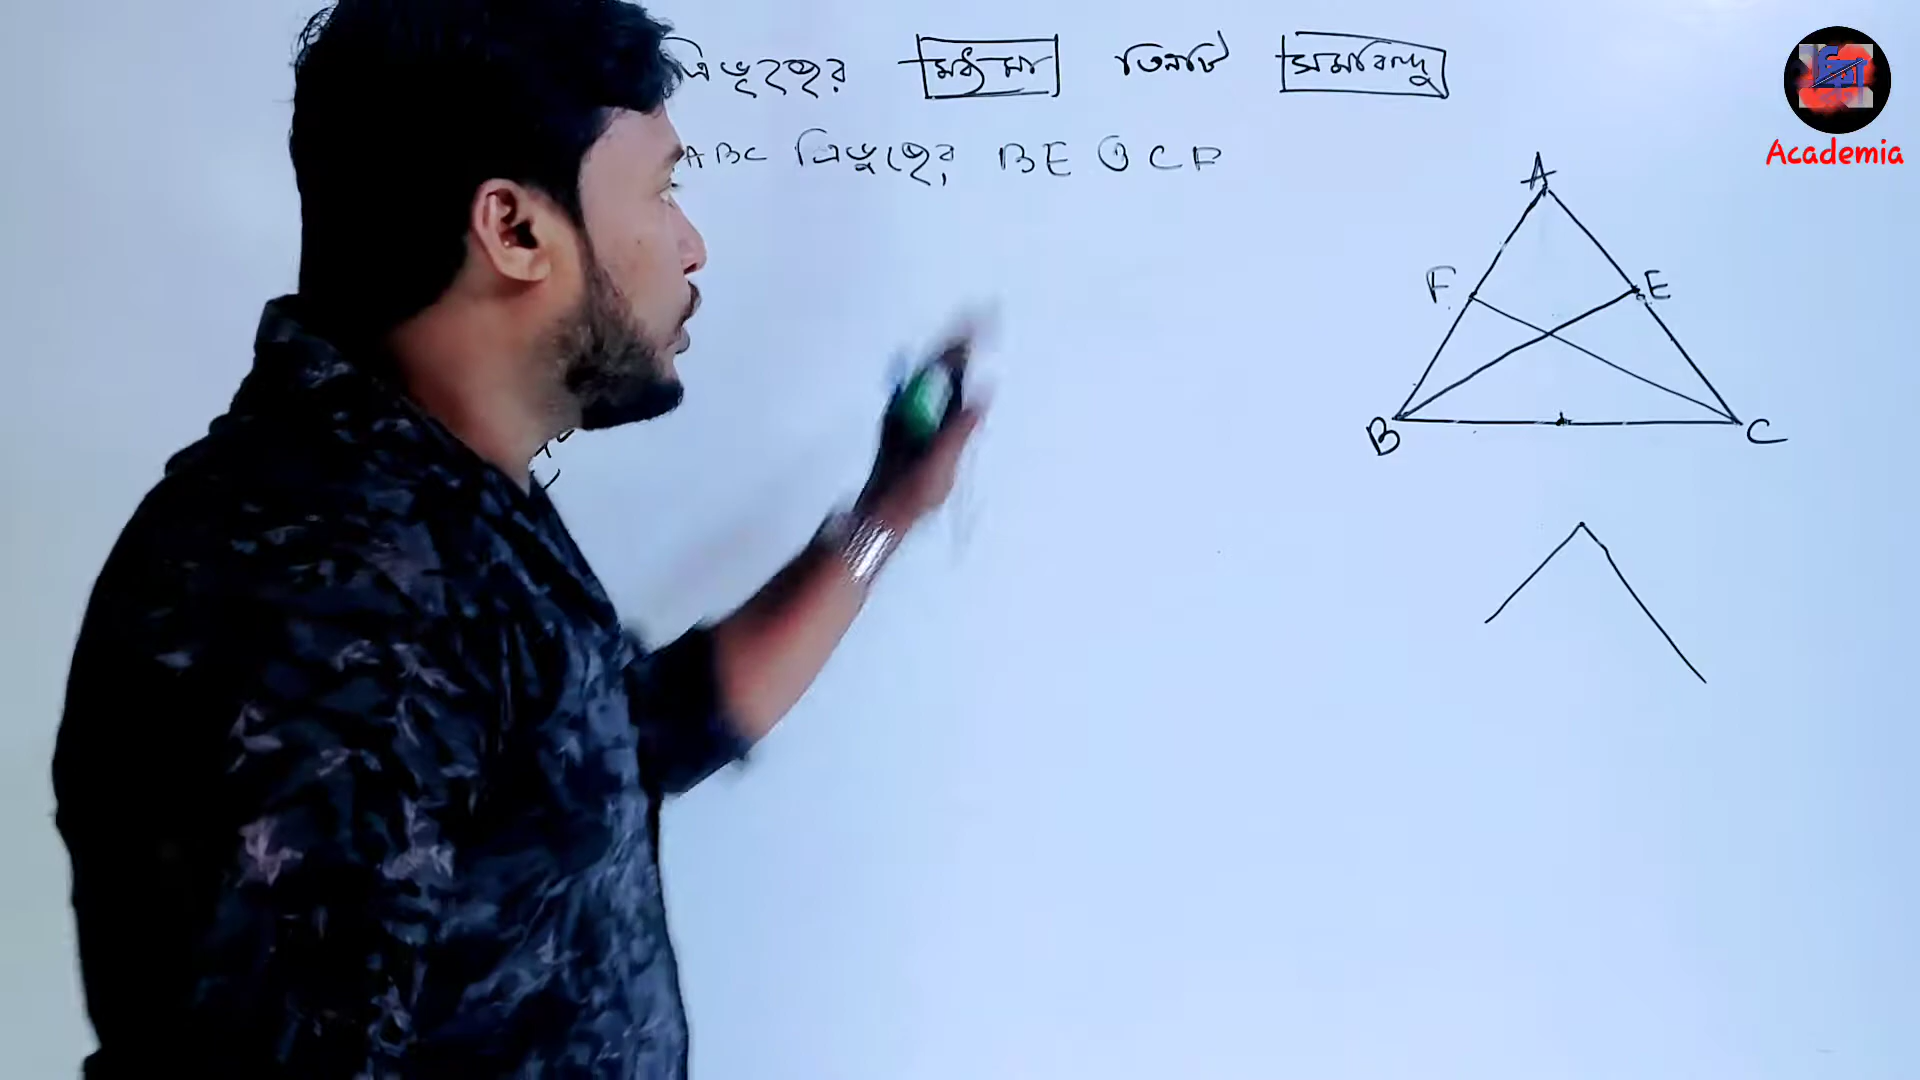 ত্রিভূজের মধ্যমা তিনটি সমবিন্দু
ABC ত্রিভুজের, BE ও CF
A
F
E
B
C
Academia